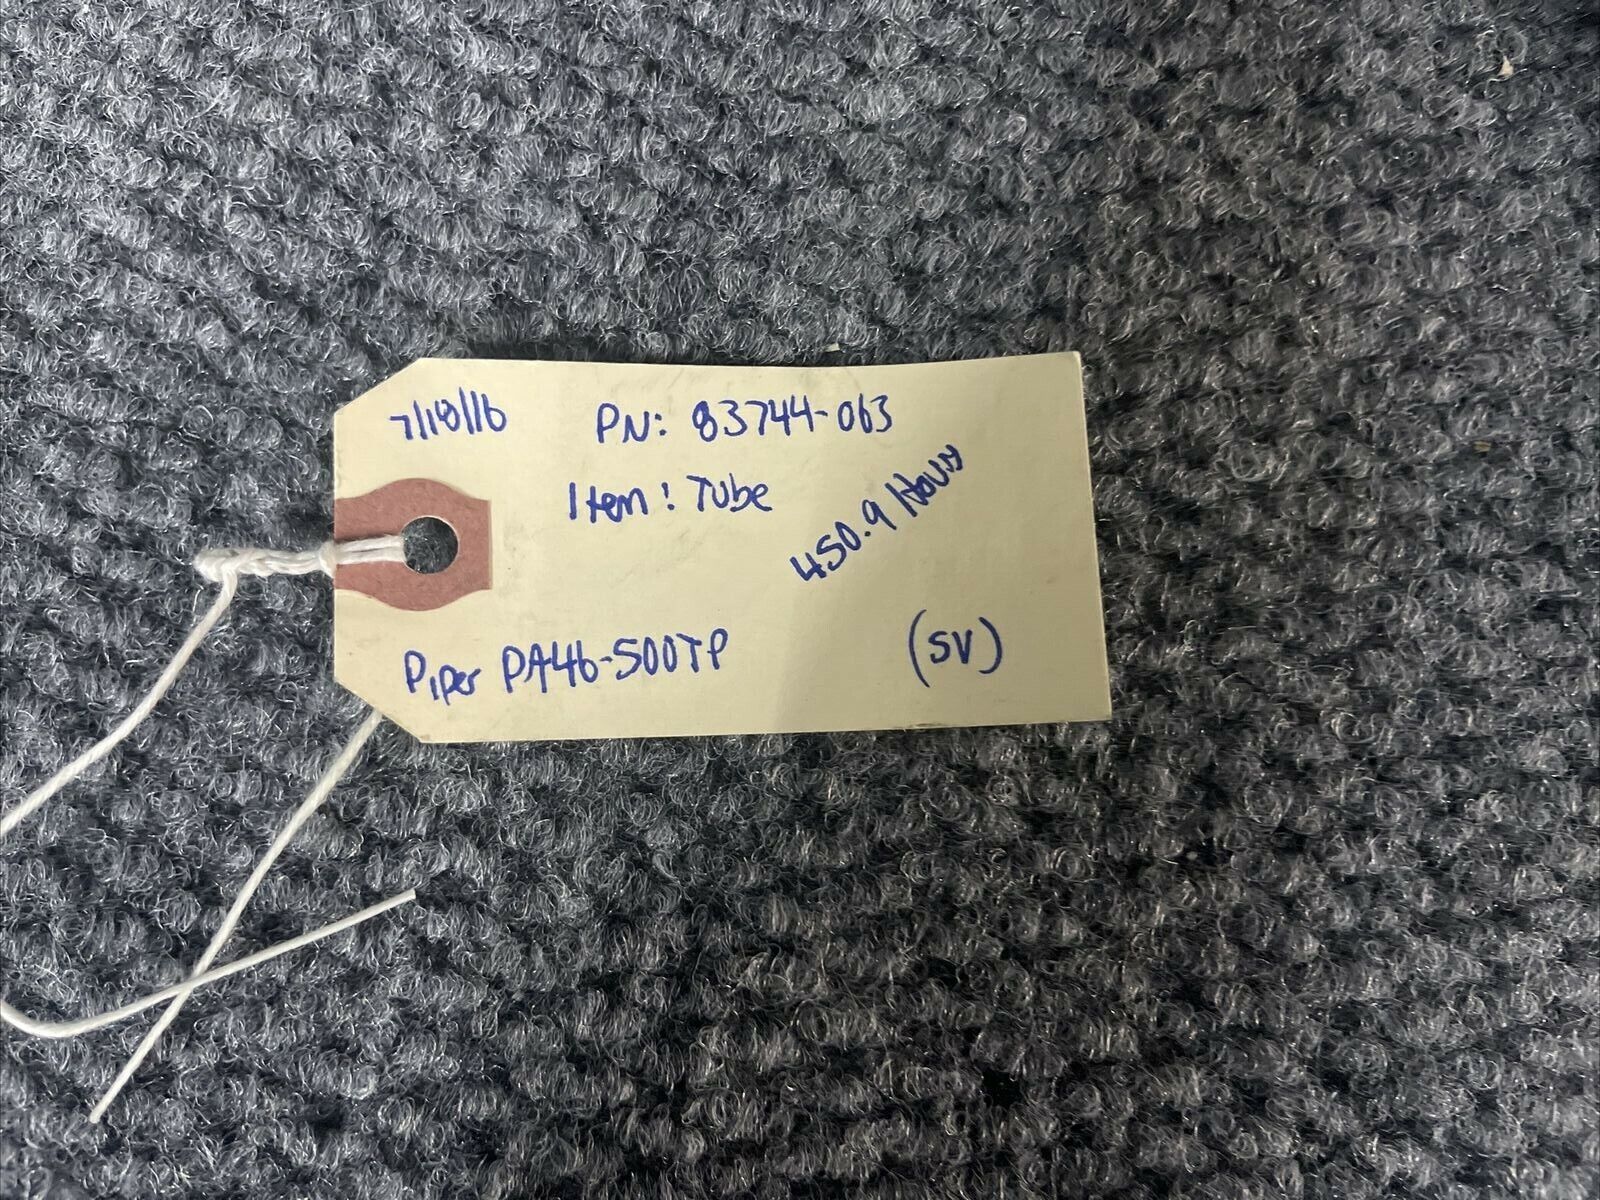 7/18/16
PN: 83744-063
Item: Tube
450.9 Hours
Piper PA46-500TP
(SV)